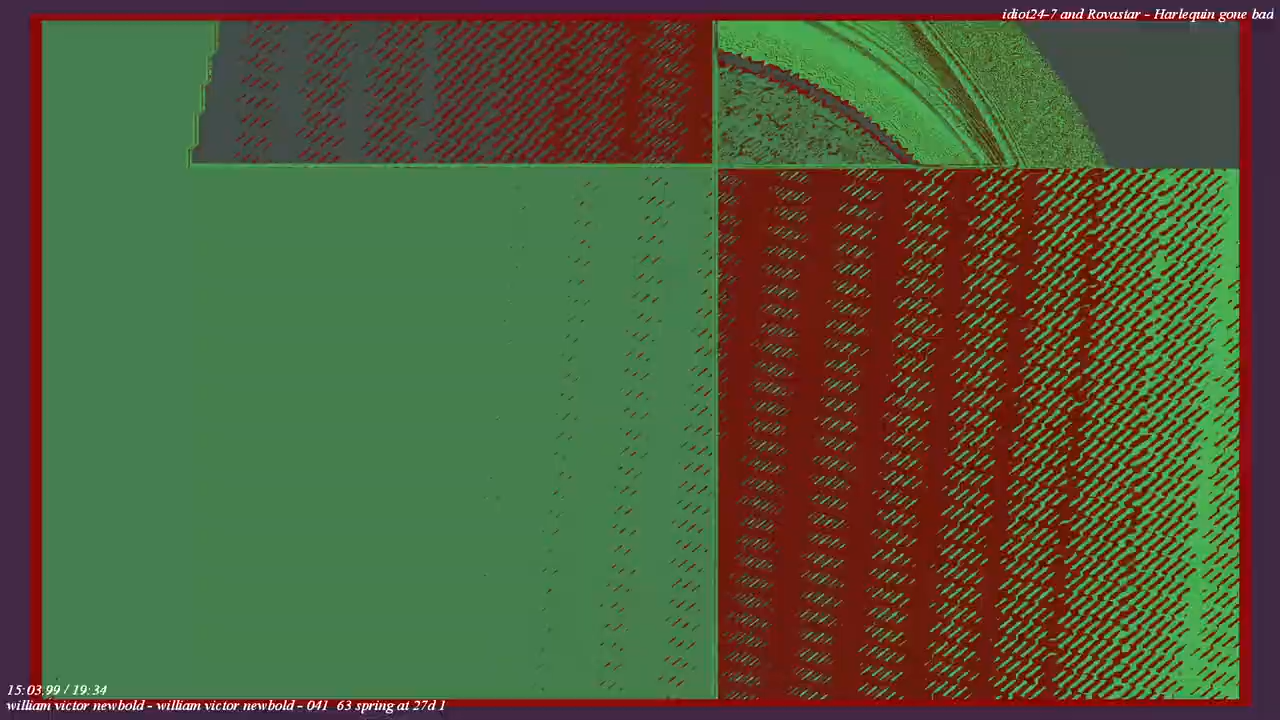 idiot24-7 and Rovastar - Harlequin gone bad
15:03.99 / 19:34
william victor newbold - william victor newbold - 041 63 spring at 27d 1